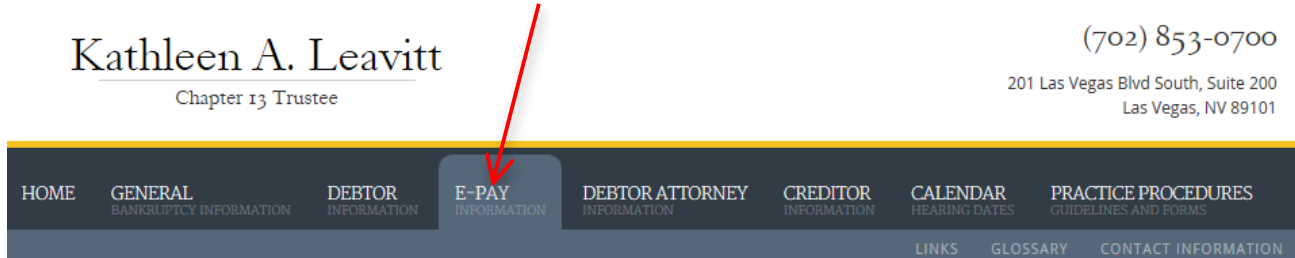 Kathleen A. Leavitt
Chapter 13 Trustee
(702) 853-0700
201 Las Vegas Blvd South, Suite 200
Las Vegas, NV 89101
HOME GENERAL DEBTOR E-PAY DEBTOR ATTORNEY CREDITOR CALENDAR PRACTICE PROCEDURES
BANKRUPTCY INFORMATION INFORMATION INFORMATION INFORMATION INFORMATION HEARING DATES GUIDELINES AND FORMS
LINKS GLOSSARY CONTACT INFORMATION